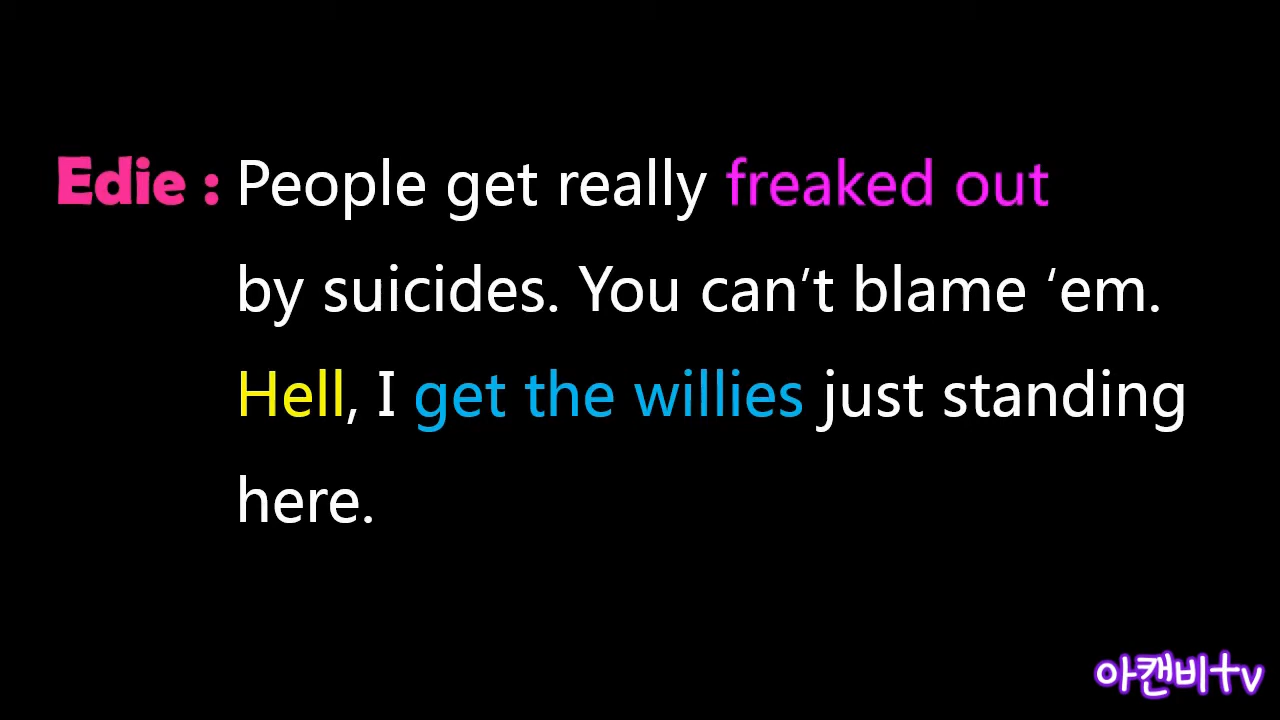 Edie : People get really freaked out
by suicides. You can’t blame ‘em.
Hell, I get the willies just standing
here.
아캔비tv